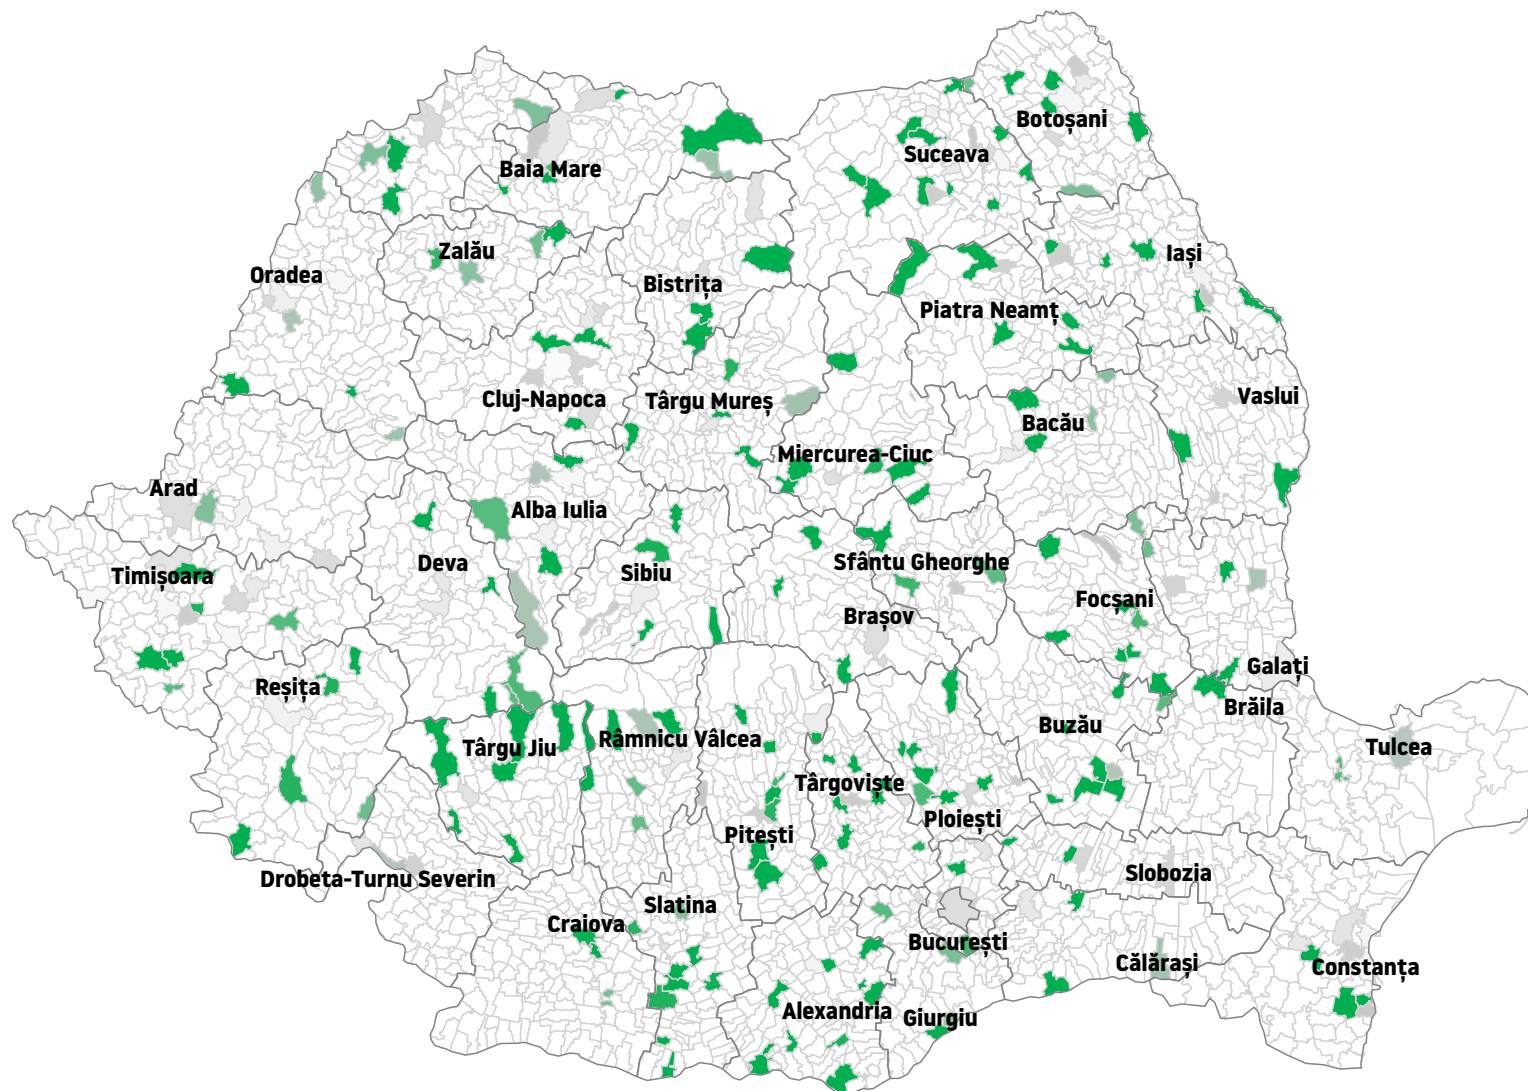 Botoșani
Suceava
Baia Mare
Zalău
Iași
Oradea
Bistrița
Piatra Neamț
Vaslui
Cluj-Napoca
Târgu Mureș
Bacău
Miercurea-Ciuc
Arad
Alba Iulia
Deva
Sfântu Gheorghe
Timișoara
Sibiu
Focșani
Brașov
Galați
Reșița
Brăila
Buzău
Târgu Jiu
Râmnicu Vâlcea
Tulcea
Târgoviște
Ploiești
Pitești
Slobozia
Drobeta-Turnu Severin
Slatina
Craiova
București
Călărași
Constanța
Alexandria
Giurgiu